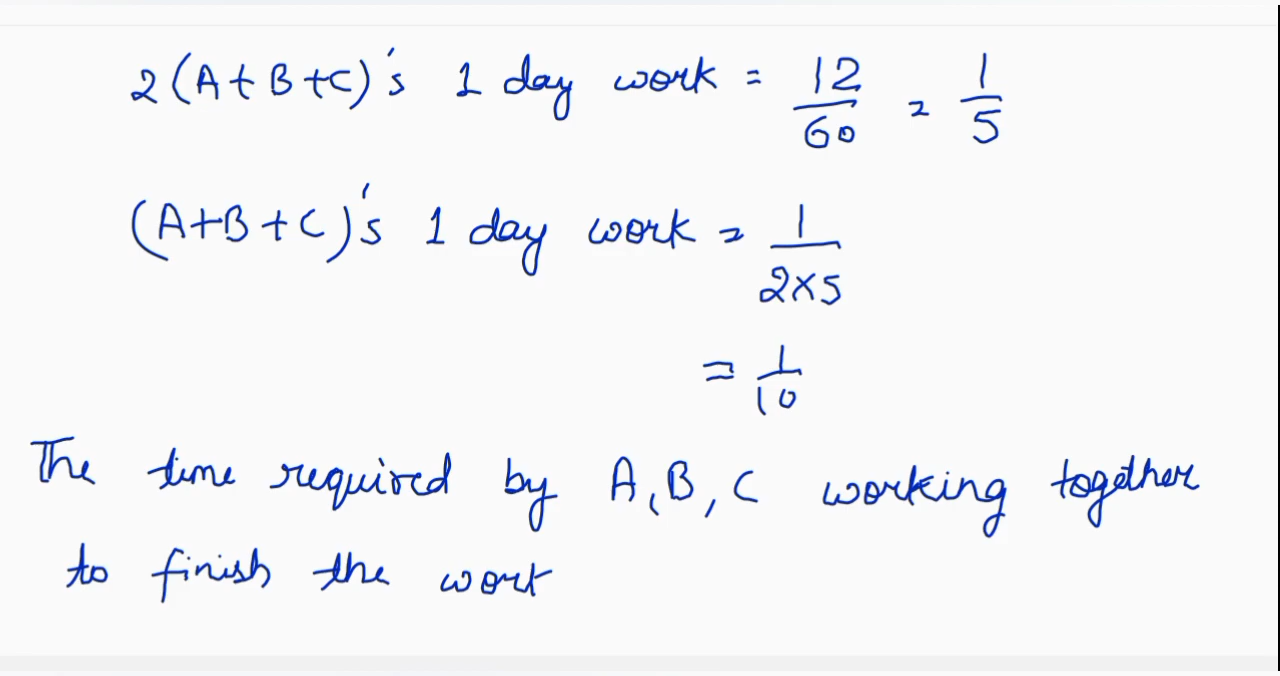 2(A+B+C)'s 1 day work = 12/60 = 1/5
(A+B+C)'s 1 day work = 1/2×5
= 1/10
The time required by A, B, C working together
to finish the work